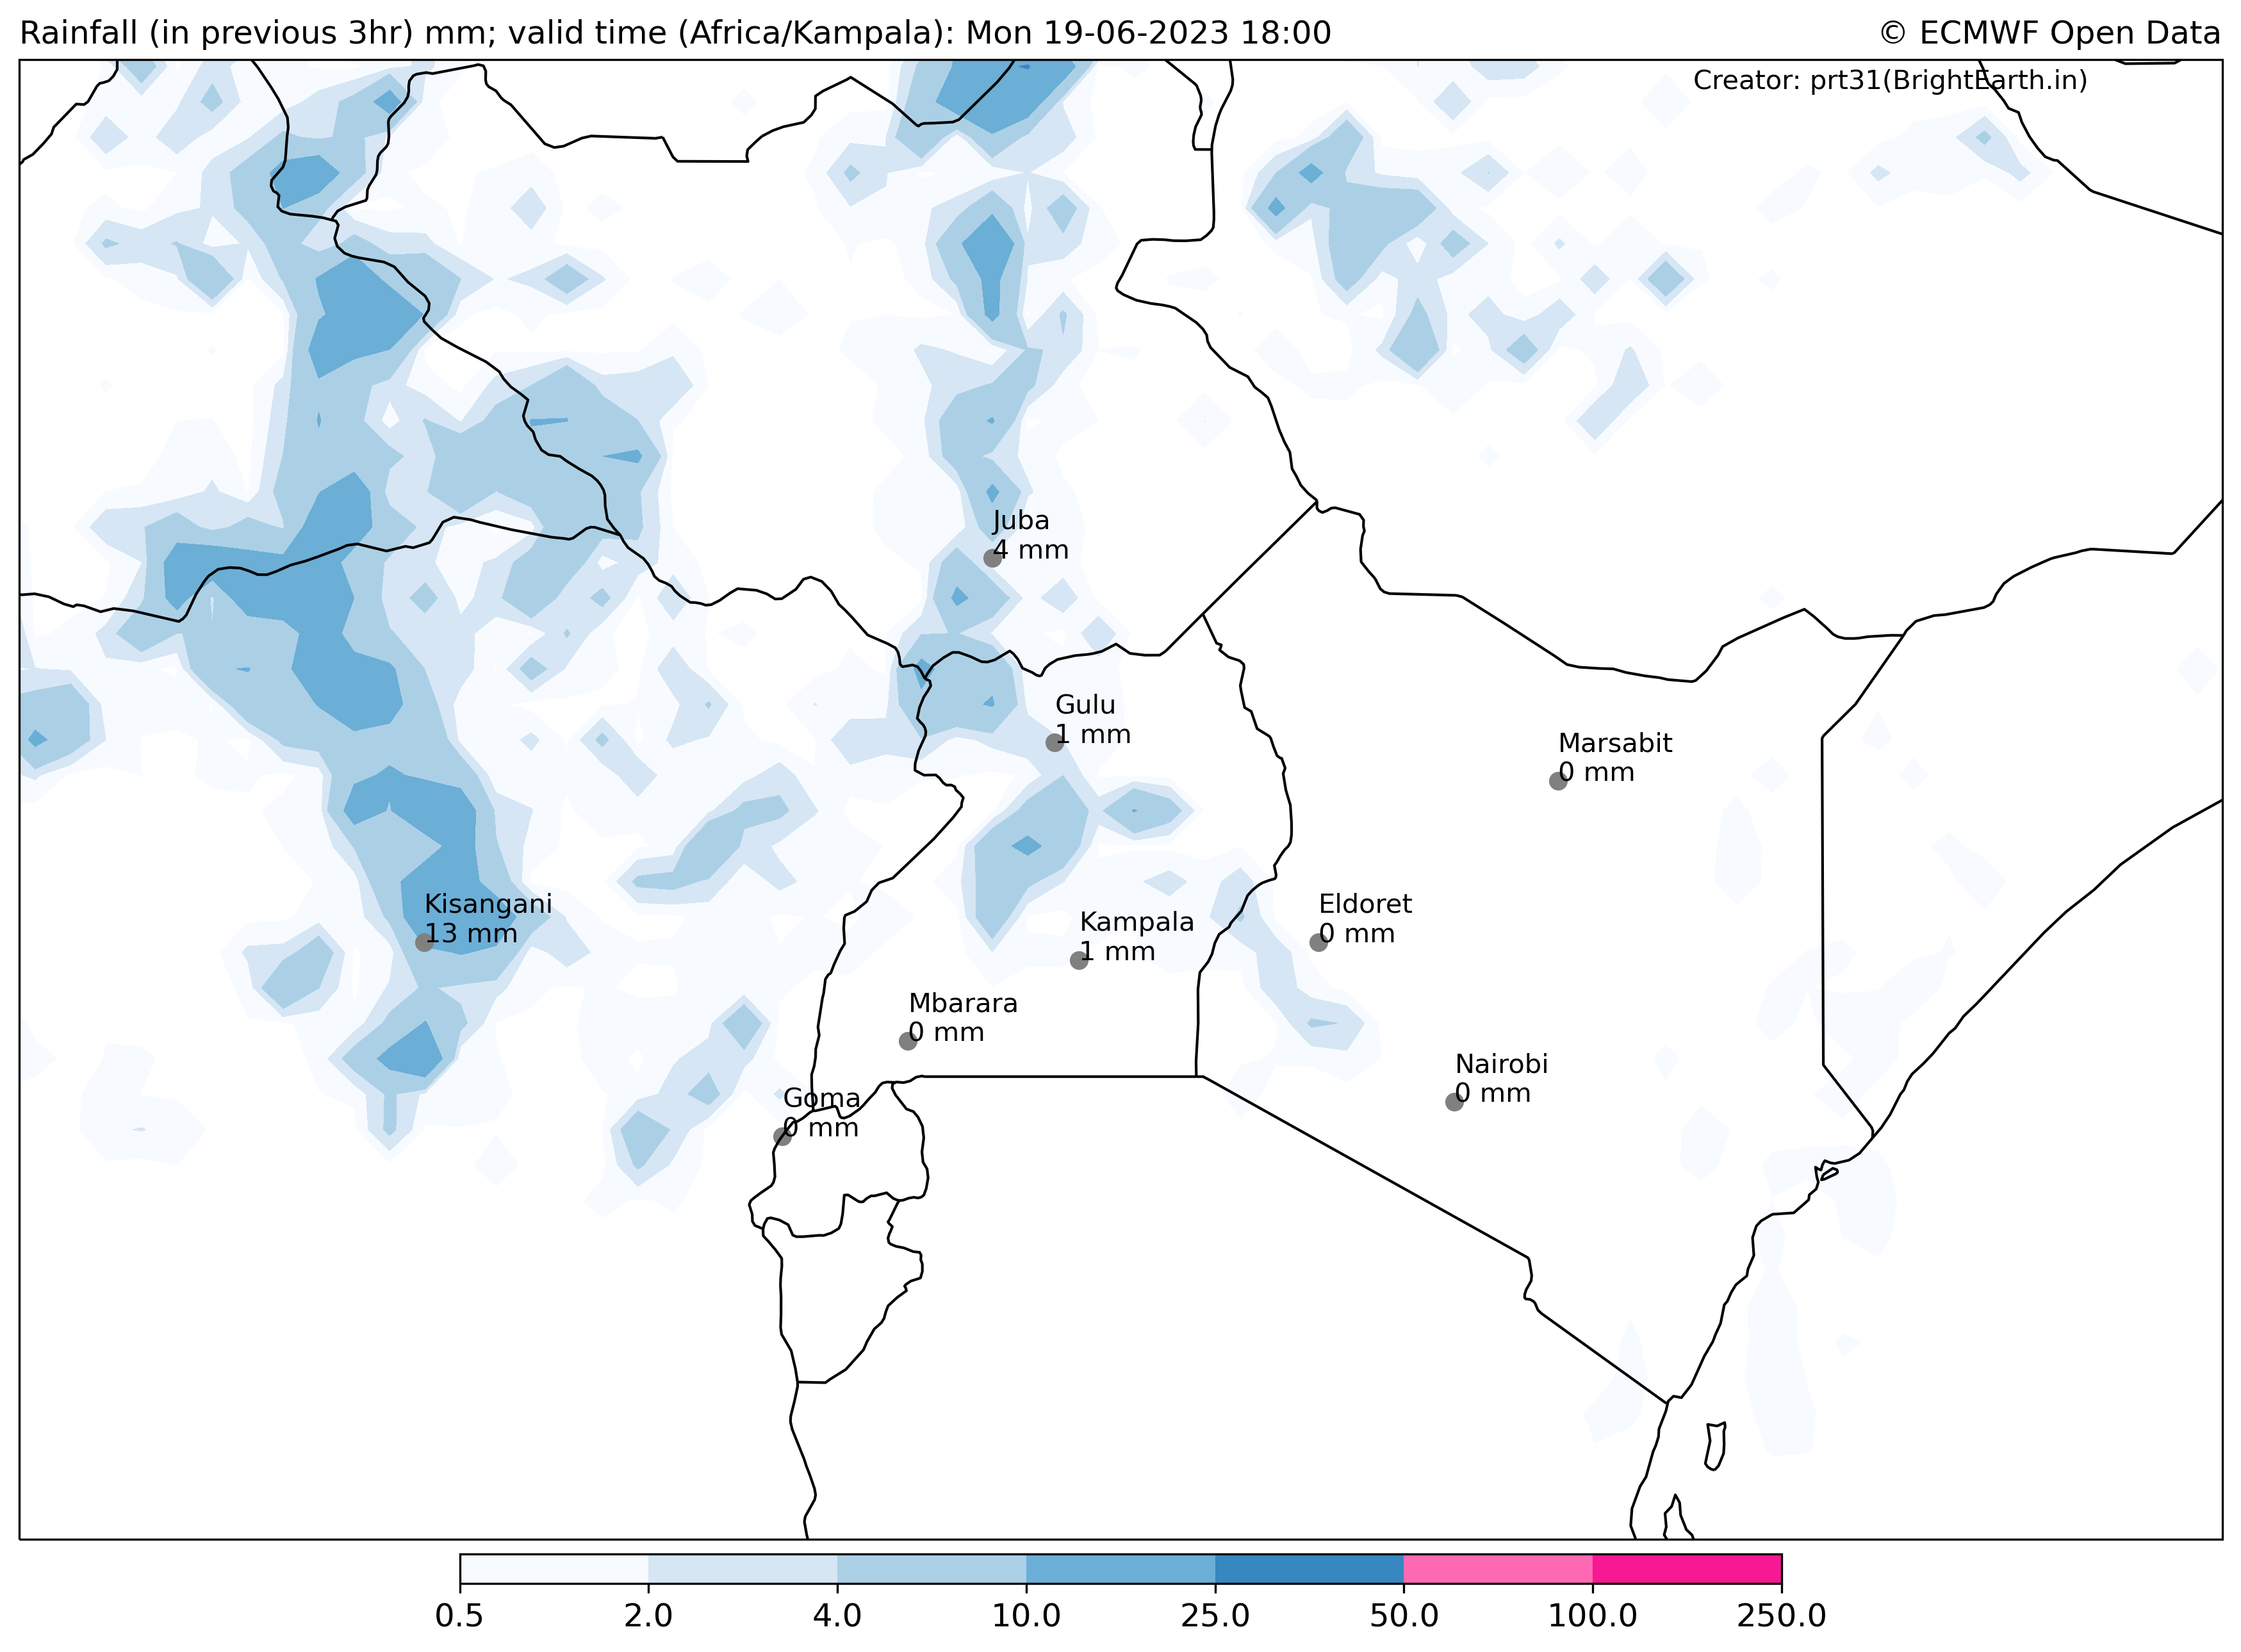 Rainfall (in previous 3hr) mm; valid time (Africa/Kampala): Mon 19-06-2023 18:00
© ECMWF Open Data
Creator: prt31(BrightEarth.in)
Juba
4 mm
Gulu
1 mm
Marsabit
0 mm
Kisangani
13 mm
Eldoret
0 mm
Kampala
1 mm
Mbarara
0 mm
Nairobi
0 mm
Goma
0 mm
0.5 2.0 4.0 10.0 25.0 50.0 100.0 250.0